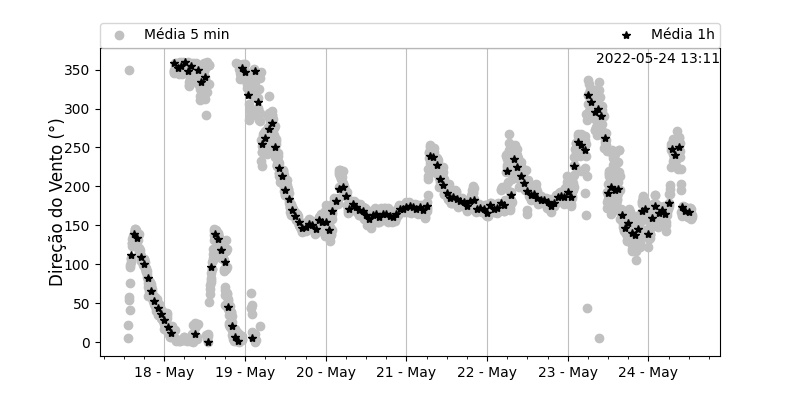 Média 5 min
Média 1h
2022-05-24 13:11
Direção do Vento (°)
350
300
250
200
150
100
50
0
18 - May
19 - May
20 - May
21 - May
22 - May
23 - May
24 - May